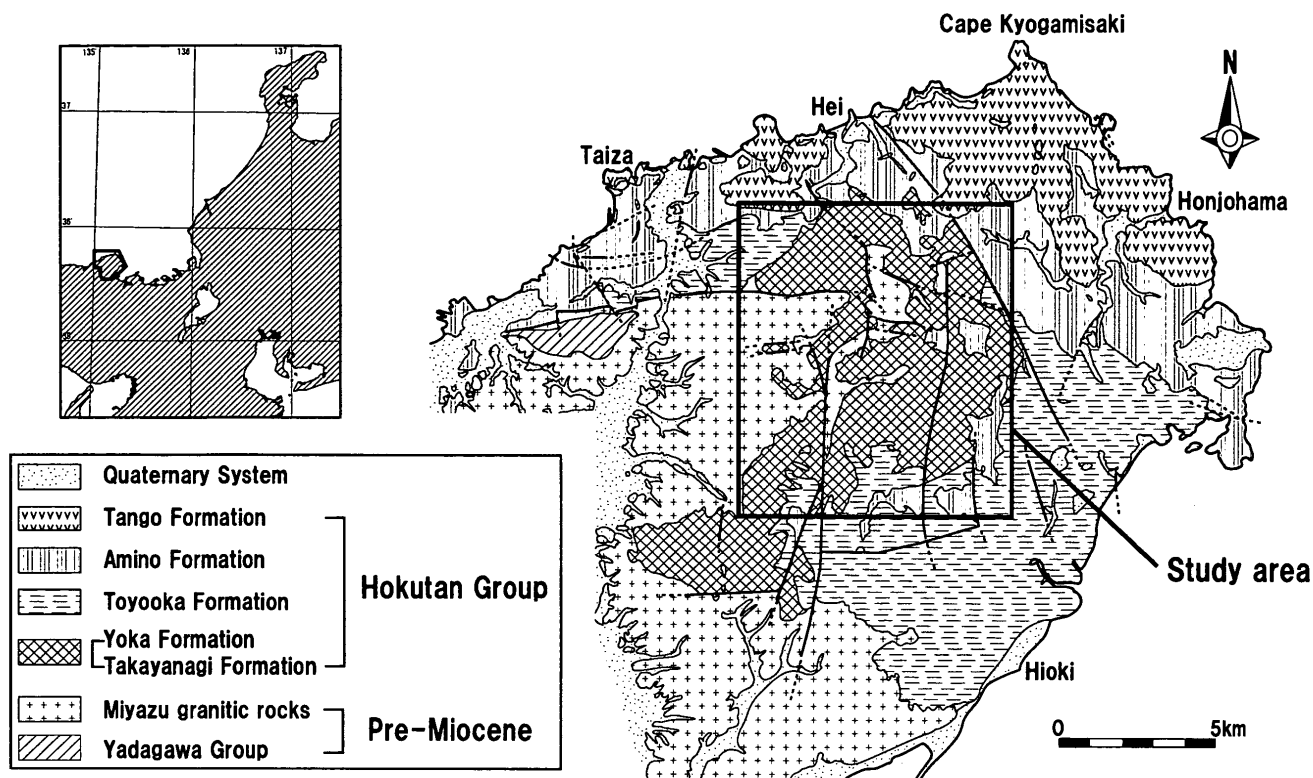 135°
136
137
37
36
35
Cape Kyogamisaki
N
Hei
Taiza
Honjohama
Study area
Hioki
0
5km
Quaternary System
Tango Formation
Amino Formation
Toyooka Formation
Yoka Formation
Takayanagi Formation
Hokutan Group
Miyazu granitic rocks
Yadagawa Group
Pre-Miocene